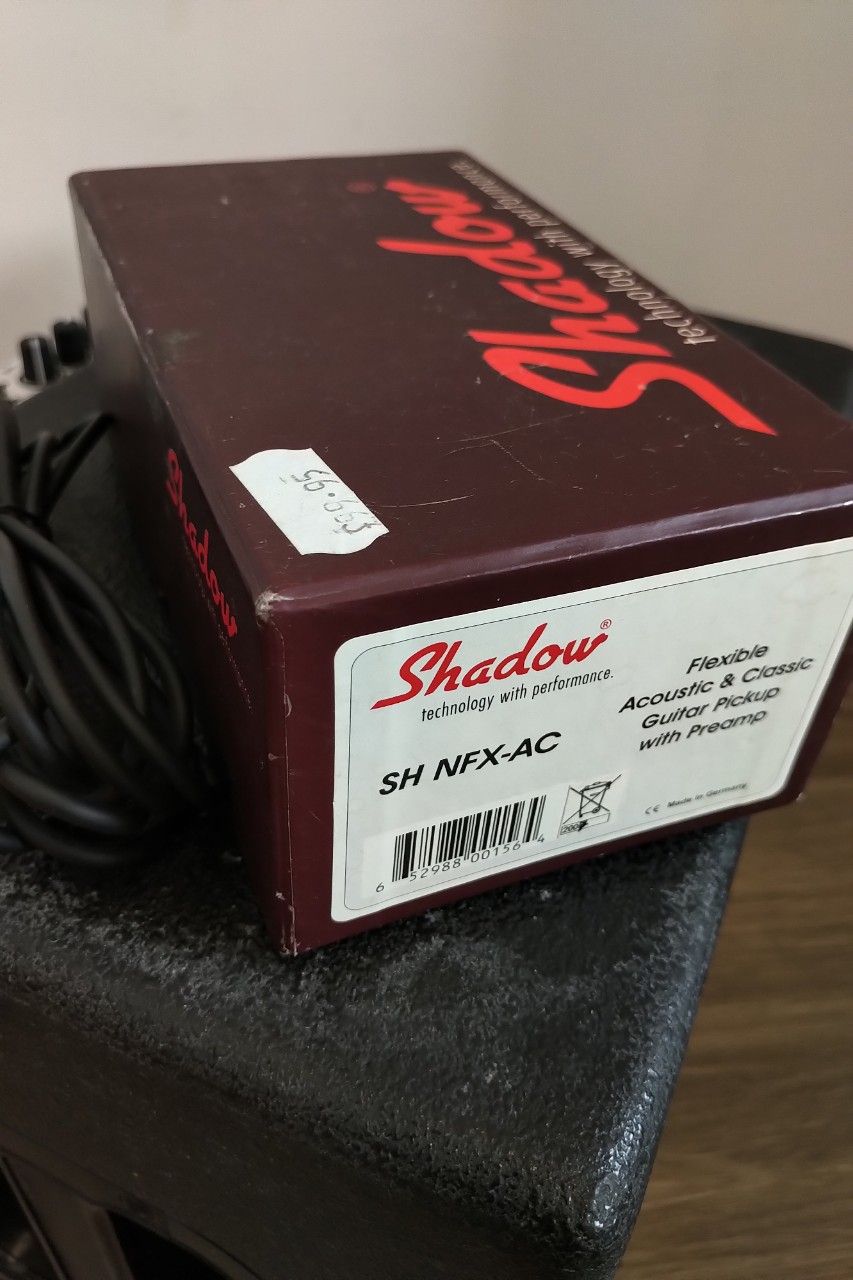 Shadow®
technology with performance.
£99.95
Shadow
Shadow®
technology with performance.
SH NFX-AC
Flexible
Acoustic & Classic
Guitar Pickup
with Preamp
6 52988 00156 4
CE Made in Germany